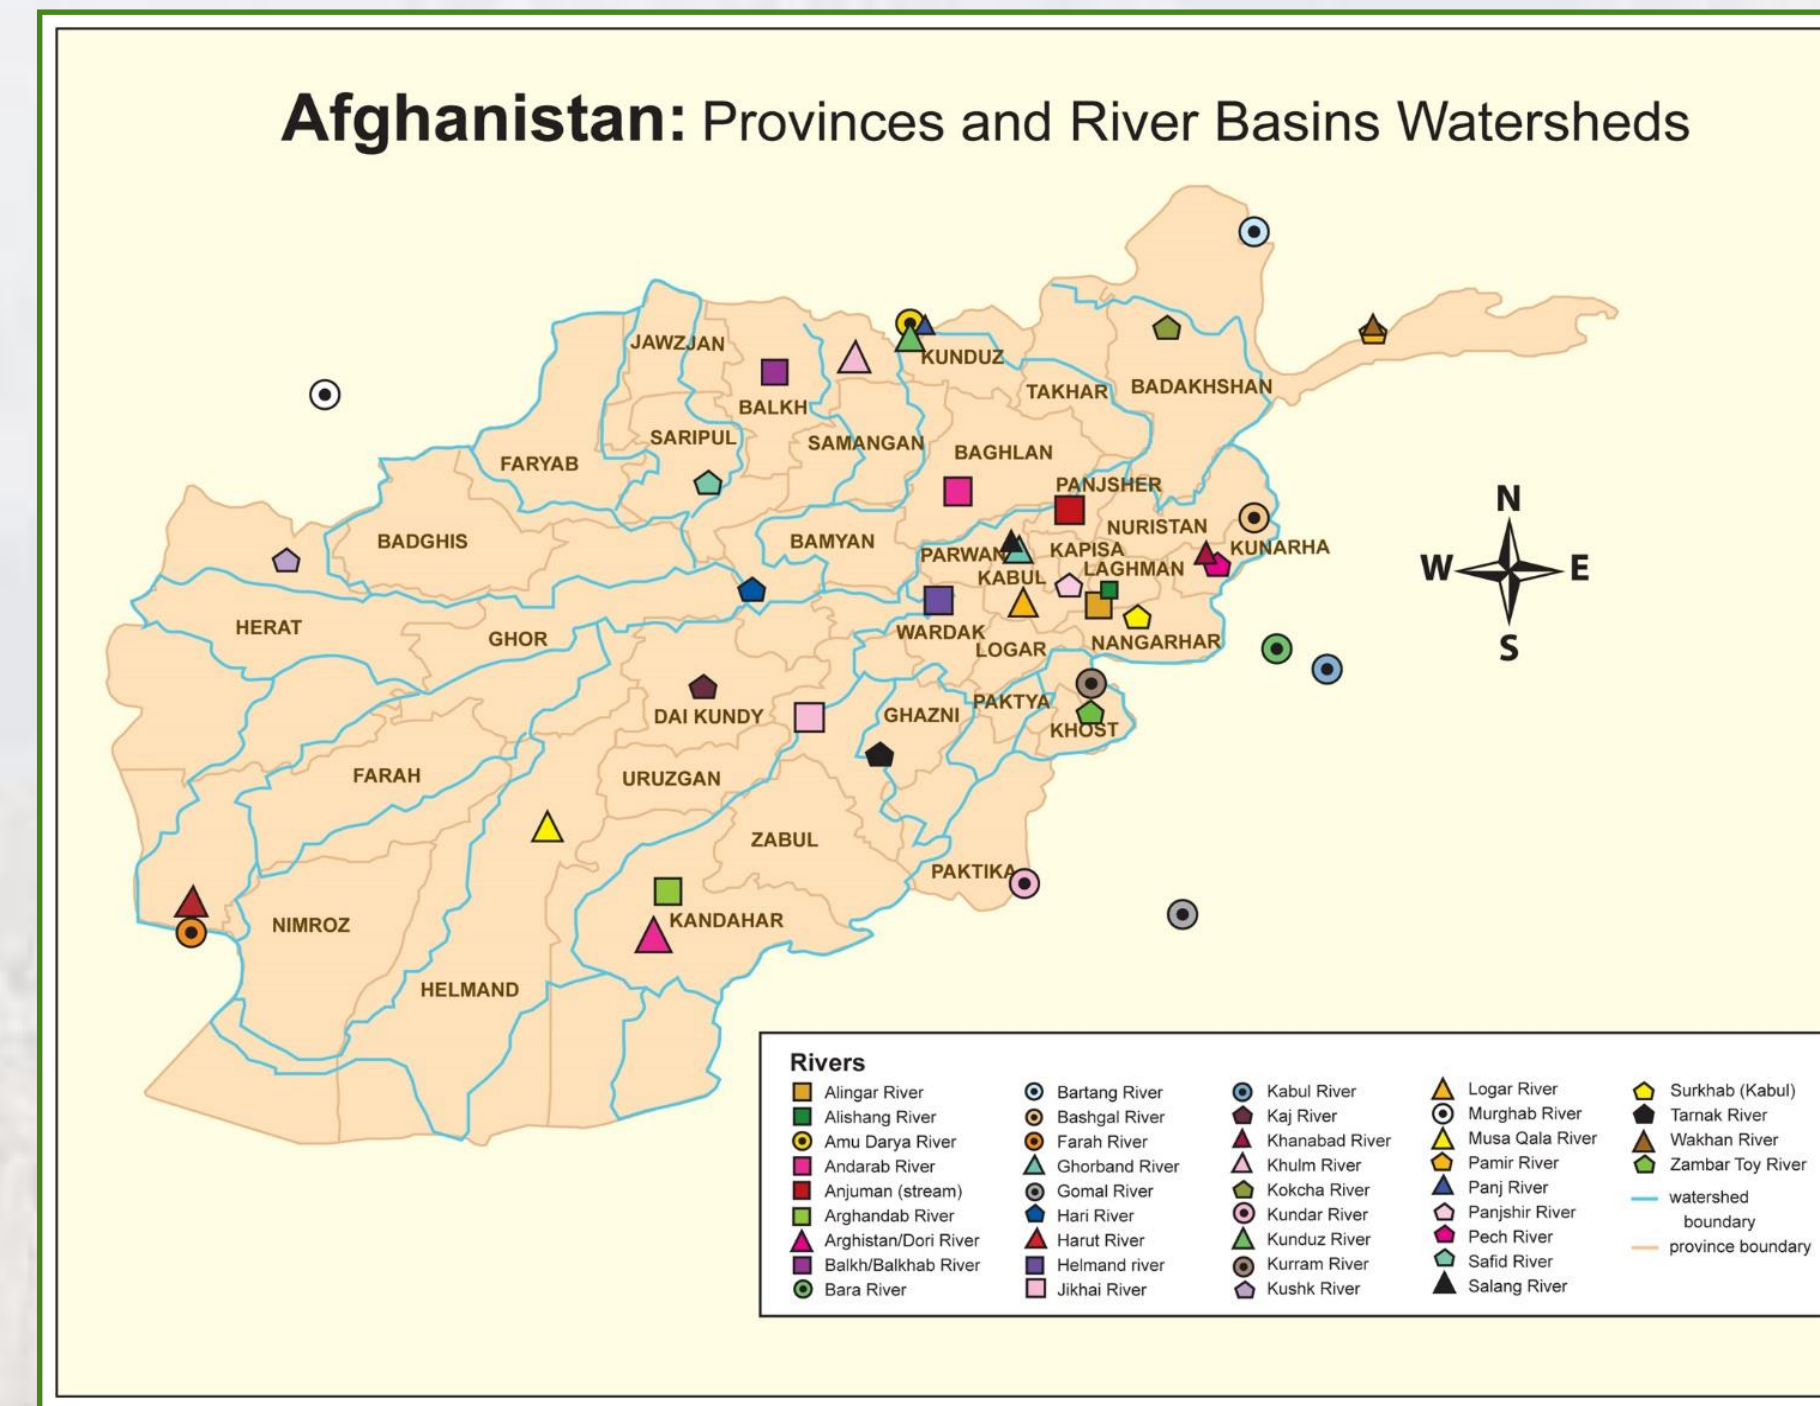 Afghanistan: Provinces and River Basins Watersheds
JAWZJAN
KUNDUZ
BALKH
TAKHAR
BADAKHSHAN
SARIPUL
SAMANGAN
FARYAB
BAGHLAN
PANJSHER
BADGHIS
BAMYAN
NURISTAN
PARWAN
KAPISA
KUNARHA
LAGHMAN
KABUL
HERAT
GHOR
WARDAK
LOGAR
NANGARHAR
DAI KUNDY
GHAZNI
PAKTYA
KHOST
FARAH
URUZGAN
ZABUL
PAKTIKA
NIMROZ
KANDAHAR
HELMAND
N
W
E
S
Rivers
Alingar River
Alishang River
Amu Darya River
Andarab River
Anjuman (stream)
Arghandab River
Arghistan/Dori River
Balkh/Balkhab River
Bara River
Bartang River
Bashgal River
Farah River
Ghorband River
Gomal River
Hari River
Harut River
Helmand river
Jikhai River
Kabul River
Kaj River
Khanabad River
Khulm River
Kokcha River
Kundar River
Kunduz River
Kurram River
Kushk River
Logar River
Murghab River
Musa Qala River
Pamir River
Panj River
Panjshir River
Pech River
Safid River
Salang River
Surkhab (Kabul)
Tarnak River
Wakhan River
Zambar Toy River
watershed
boundary
province boundary